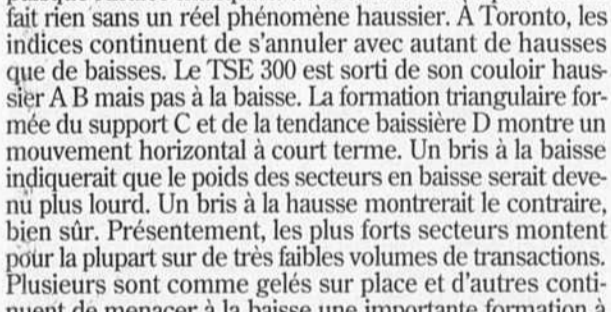 fait rien sans un réel phénomène haussier. À Toronto, les
indices continuent de s'annuler avec autant de hausses
que de baisses. Le TSE 300 est sorti de son couloir haus-
sier A B mais pas à la baisse. La formation triangulaire for-
mée du support C et de la tendance baissière D montre un
mouvement horizontal à court terme. Un bris à la baisse
indiquerait que le poids des secteurs en baisse serait deve-
nu plus lourd. Un bris à la hausse montrerait le contraire,
bien sûr. Présentement, les plus forts secteurs montent
pour la plupart sur de très faibles volumes de transactions.
Plusieurs sont comme gelés sur place et d'autres conti-
nuent de menacer à la baisse une importante formation à